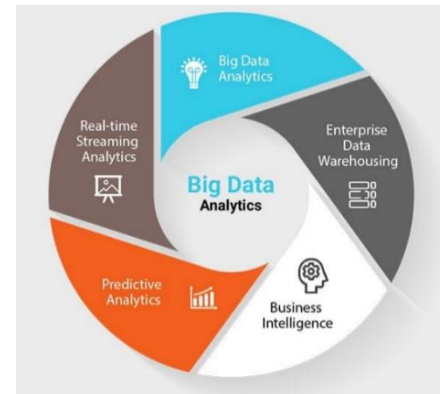 Big Data
Analytics
Enterprise
Data
Warehousing
Business
Intelligence
Predictive
Analytics
Real-time
Streaming
Analytics
Big Data
Analytics